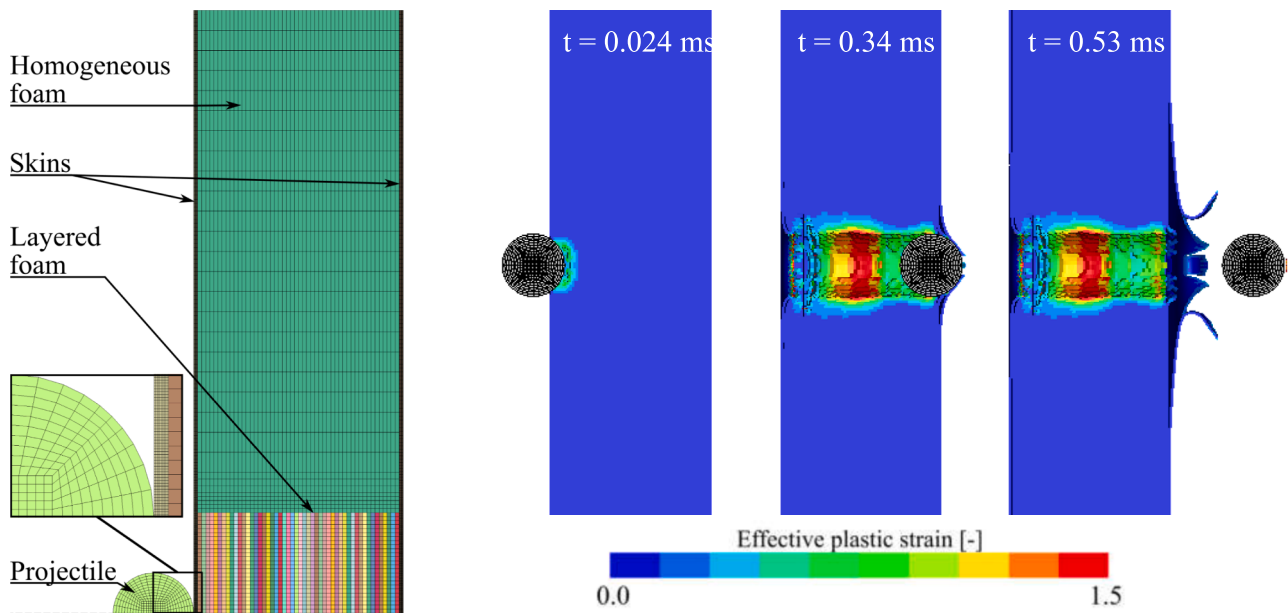 Homogeneous
foam
Skins
Layered
foam
Projectile
t = 0.024 ms
t = 0.34 ms
t = 0.53 ms
Effective plastic strain [-]
0.0
1.5